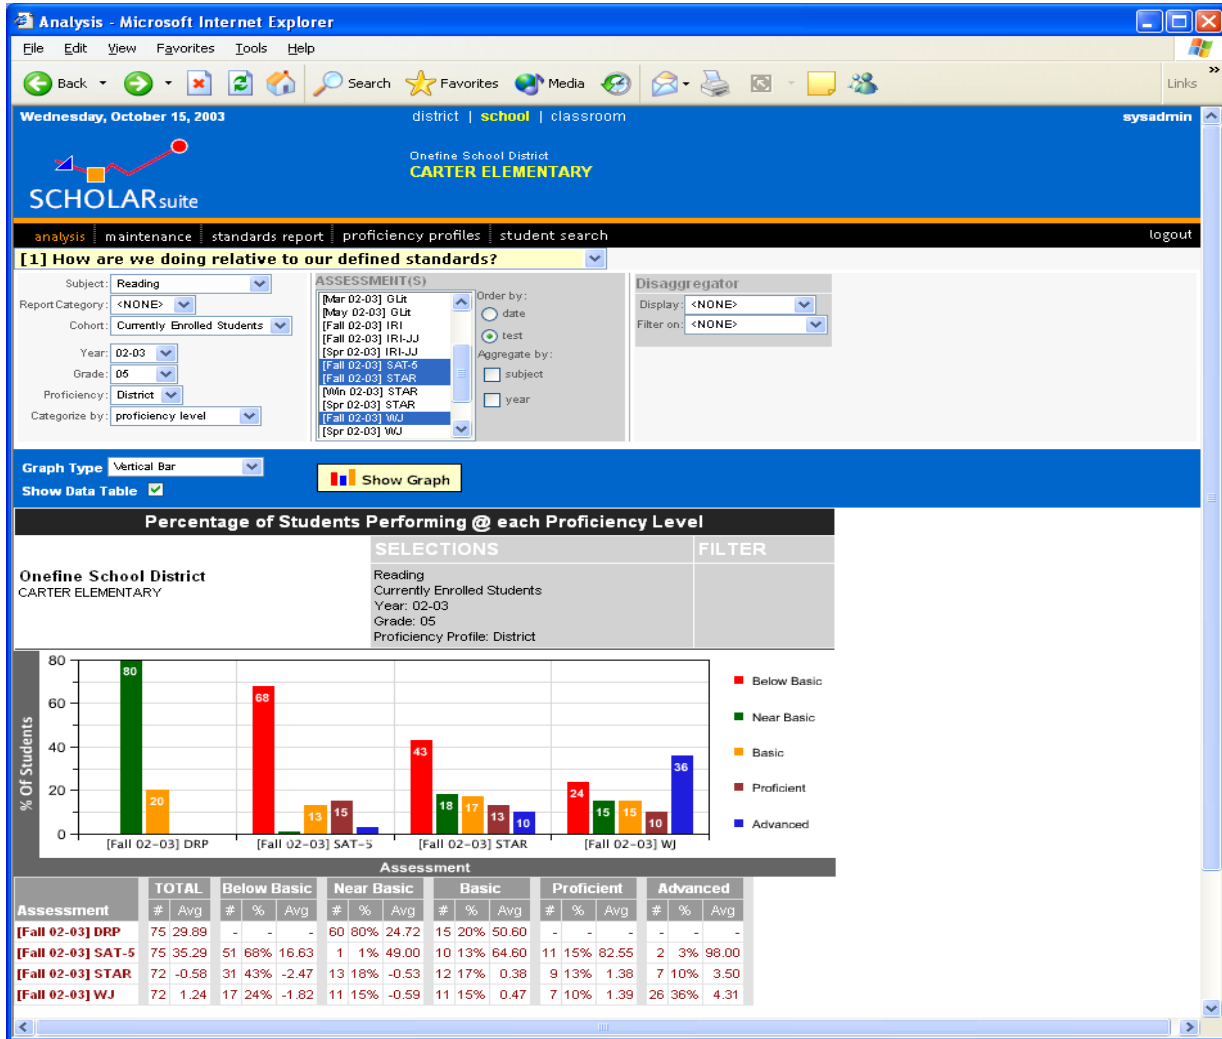 Analysis - Microsoft Internet Explorer
File Edit View Favorites Tools Help
Back Search Favorites Media Links »
Wednesday, October 15, 2003 district | school | classroom sysadmin
Onefine School District
CARTER ELEMENTARY
SCHOLARsuite
analysis maintenance standards report proficiency profiles student search logout
[1] How are we doing relative to our defined standards?
Subject: Reading
Report Category: <NONE>
Cohort: Currently Enrolled Students
Year: 02-03
Grade: 05
Proficiency: District
Categorize by: proficiency level
ASSESSMENT(S)
[Mar 02-03] GLit
[May 02-03] GLit
[Fall 02-03] IRI
[Fall 02-03] IRI-JJ
[Spr 02-03] IRI-JJ
[Fall 02-03] SAT-5
[Fall 02-03] STAR
[Win 02-03] STAR
[Spr 02-03] STAR
[Fall 02-03] WJ
[Spr 02-03] WJ
Order by:
date
test
Aggregate by:
subject
year
Disaggregator
Display: <NONE>
Filter on: <NONE>
Graph Type Vertical Bar
Show Data Table
Show Graph
Percentage of Students Performing @ each Proficiency Level
SELECTIONS FILTER
Onefine School District
CARTER ELEMENTARY
Reading
Currently Enrolled Students
Year: 02-03
Grade: 05
Proficiency Profile: District
% Of Students
80
60
40
20
0
80 20
68 13 15
43 18 17 13 10
24 15 15 10 36
[Fall 02-03] DRP [Fall 02-03] SAT-5 [Fall 02-03] STAR [Fall 02-03] WJ
Assessment
Below Basic
Near Basic
Basic
Proficient
Advanced
TOTAL Below Basic Near Basic Basic Proficient Advanced
Assessment # Avg # % Avg # % Avg # % Avg # % Avg # % Avg
[Fall 02-03] DRP 75 29.89 - - - 60 80% 24.72 15 20% 50.60 - - - - - -
[Fall 02-03] SAT-5 75 35.29 51 68% 16.63 1 1% 49.00 10 13% 64.60 11 15% 82.55 2 3% 98.00
[Fall 02-03] STAR 72 -0.58 31 43% -2.47 13 18% -0.53 12 17% 0.38 9 13% 1.38 7 10% 3.50
[Fall 02-03] WJ 72 1.24 17 24% -1.82 11 15% -0.59 11 15% 0.47 7 10% 1.39 26 36% 4.31